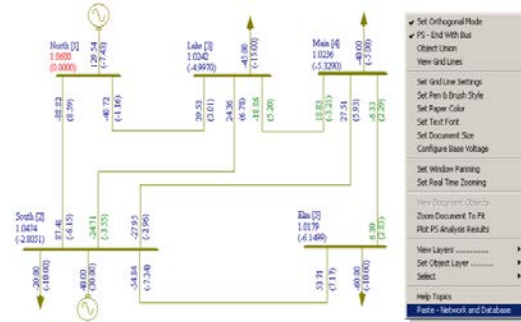 North [1]
1.0600
(0.0000)
129.54
(-7.43)
Lake [3]
1.0242
(-4.9970)
-45.00
(-15.00)
Main [4]
1.0236
(-5.3290)
-40.00
(-5.00)
-88.82
(8.59)
-40.72
(-1.16)
39.53
(3.01)
24.36
(6.78)
-18.86
(5.20)
18.83
(-3.21)
27.51
(5.93)
-6.33
(2.29)
South [2]
1.0474
(-2.8051)
87.41
(-6.15)
-24.71
(-3.55)
-27.95
(-2.96)
Elm [5]
1.0179
(-6.1499)
6.30
(2.83)
-20.00
(-10.00)
40.00
(30.00)
-54.84
(-7.34)
53.71
(7.17)
-60.00
(-10.00)
Set Orthogonal Mode
PS - End With Bus
Object Union
View Grid Lines
Set Grid Line Settings
Set Pen & Brush Style
Set Paper Color
Set Text Font
Set Document Size
Configure Base Voltage
Set Window Panning
Set Real Time Zooming
View Document Objects
Zoom Document To Fit
Plot PS Analysis Results
View Layers ..............
Set Object Layer .........
Select
Help Topics
Paste - Network and Database